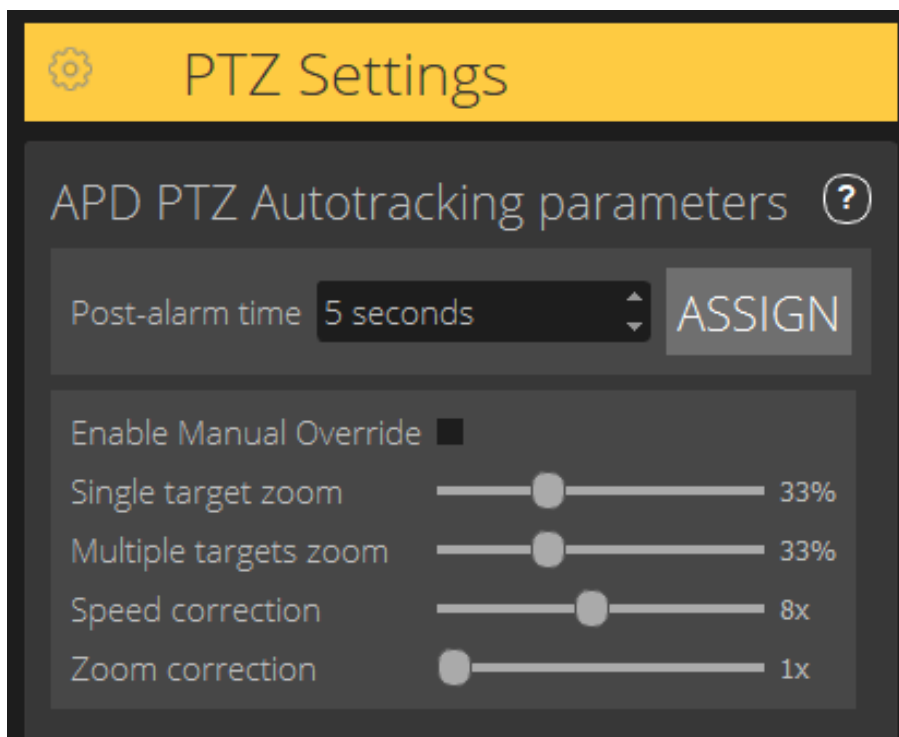 PTZ Settings
APD PTZ Autotracking parameters ?
Post-alarm time 5 seconds ASSIGN
Enable Manual Override
Single target zoom 33%
Multiple targets zoom 33%
Speed correction 8x
Zoom correction 1x